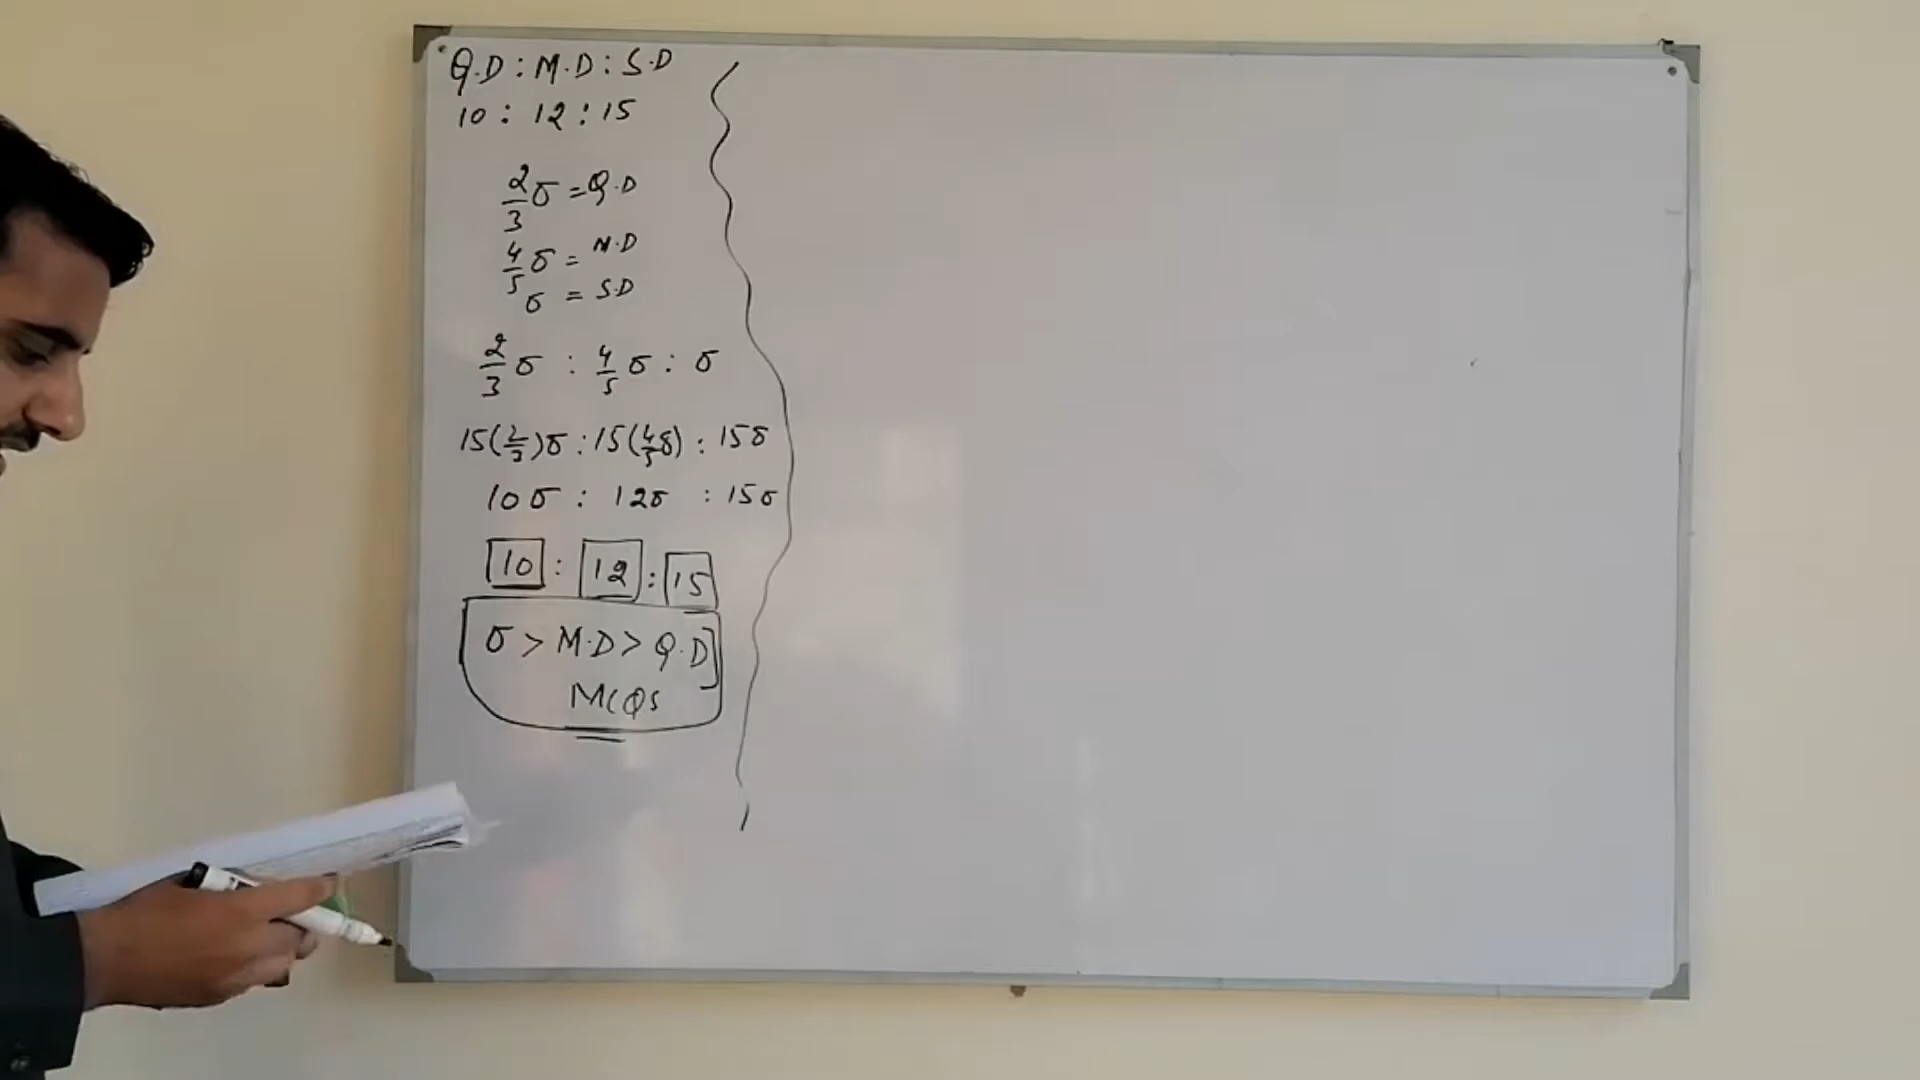 Q.D : M.D : S.D
10 : 12 : 15
2/3 σ = Q.D
4/5 σ = M.D
σ = S.D
2/3 σ : 4/5 σ : σ
15(2/3)σ : 15(4/5 σ) : 15σ
10σ : 12σ : 15σ
10 : 12 : 15
σ > M.D > Q.D]
MCQs